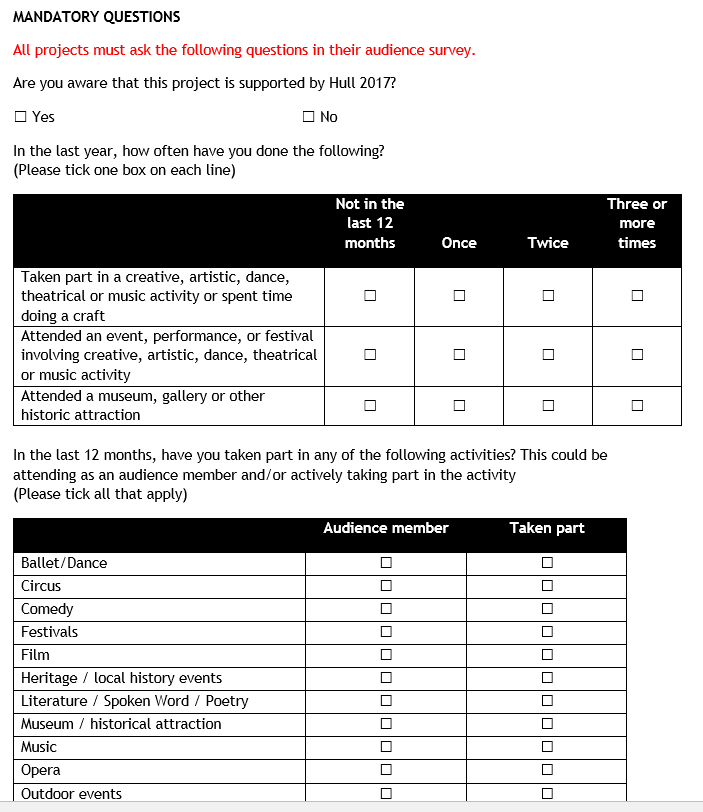 MANDATORY QUESTIONS
All projects must ask the following questions in their audience survey.
Are you aware that this project is supported by Hull 2017?
☐ Yes ☐ No
In the last year, how often have you done the following?
(Please tick one box on each line)
Not in the last 12 months Once Twice Three or more times
Taken part in a creative, artistic, dance,
theatrical or music activity or spent time ☐ ☐ ☐ ☐
doing a craft
Attended an event, performance, or festival
involving creative, artistic, dance, theatrical ☐ ☐ ☐ ☐
or music activity
Attended a museum, gallery or other
historic attraction ☐ ☐ ☐ ☐
In the last 12 months, have you taken part in any of the following activities? This could be
attending as an audience member and/or actively taking part in the activity
(Please tick all that apply)
Audience member Taken part
Ballet/Dance ☐ ☐
Circus ☐ ☐
Comedy ☐ ☐
Festivals ☐ ☐
Film ☐ ☐
Heritage / local history events ☐ ☐
Literature / Spoken Word / Poetry ☐ ☐
Museum / historical attraction ☐ ☐
Music ☐ ☐
Opera ☐ ☐
Outdoor events ☐ ☐